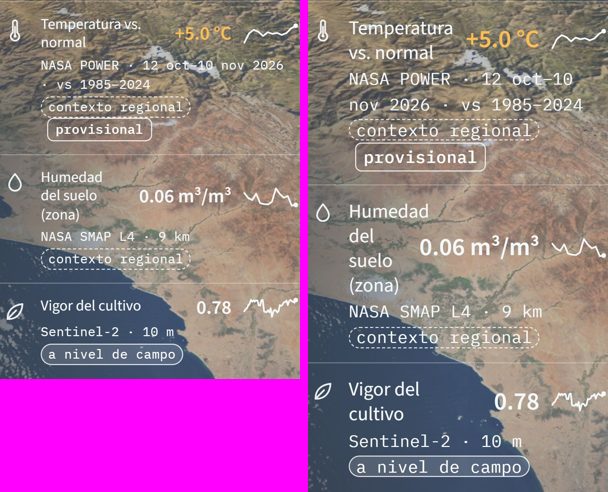 Temperatura vs.
normal
+5.0 °C
NASA POWER · 12 oct–10 nov 2026
· vs 1985–2024
contexto regional
provisional
Humedad
del suelo
(zona)
0.06 m³/m³
NASA SMAP L4 · 9 km
contexto regional
Vigor del cultivo
0.78
Sentinel-2 · 10 m
a nivel de campo
Temperatura
vs. normal
+5.0 °C
NASA POWER · 12 oct–10
nov 2026 · vs 1985–2024
contexto regional
provisional
Humedad
del
suelo
(zona)
0.06 m³/m³
NASA SMAP L4 · 9 km
contexto regional
Vigor del
cultivo
0.78
Sentinel-2 · 10 m
a nivel de campo